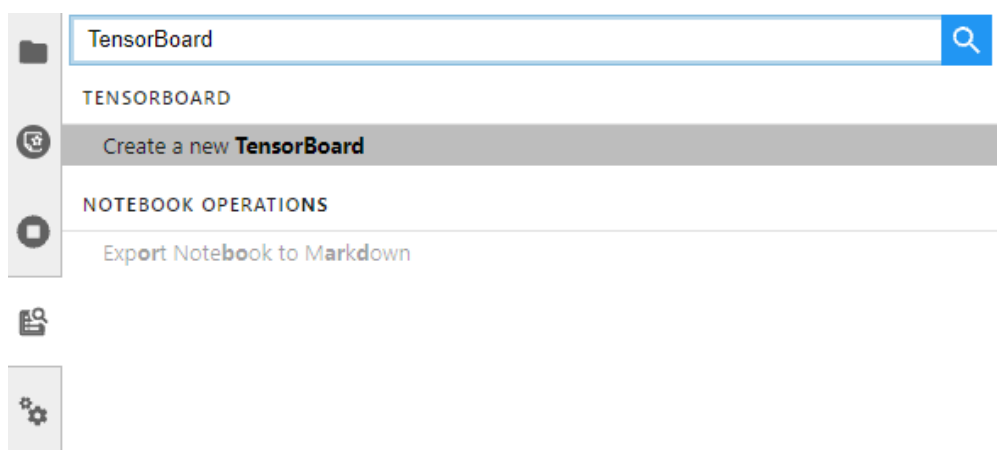 TensorBoard
TENSORBOARD
Create a new TensorBoard
NOTEBOOK OPERATIONS
Export Notebook to Markdown